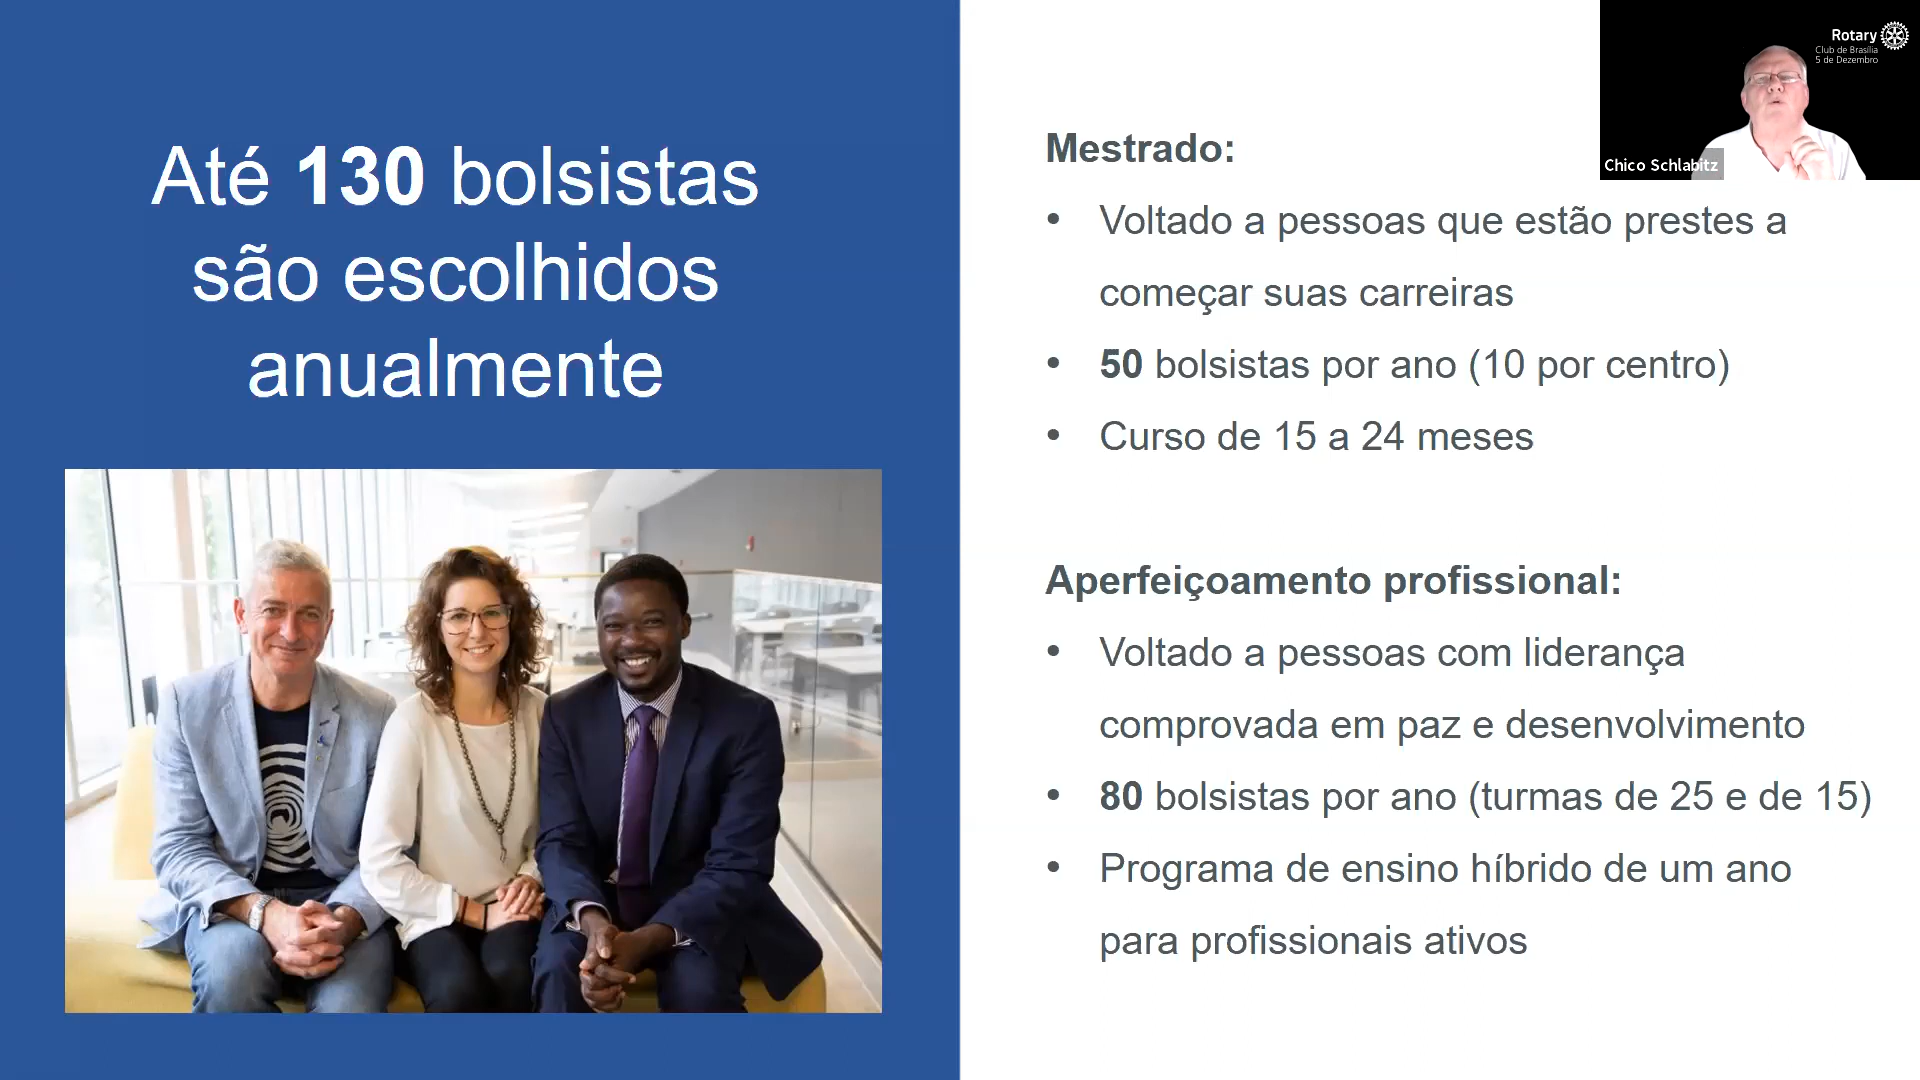 Até 130 bolsistas
são escolhidos
anualmente
Mestrado:
• Voltado a pessoas que estão prestes a
começar suas carreiras
• 50 bolsistas por ano (10 por centro)
• Curso de 15 a 24 meses
Aperfeiçoamento profissional:
• Voltado a pessoas com liderança
comprovada em paz e desenvolvimento
• 80 bolsistas por ano (turmas de 25 e de 15)
• Programa de ensino híbrido de um ano
para profissionais ativos
Rotary
Club de Brasília
5 de Dezembro
Chico Schlabitz